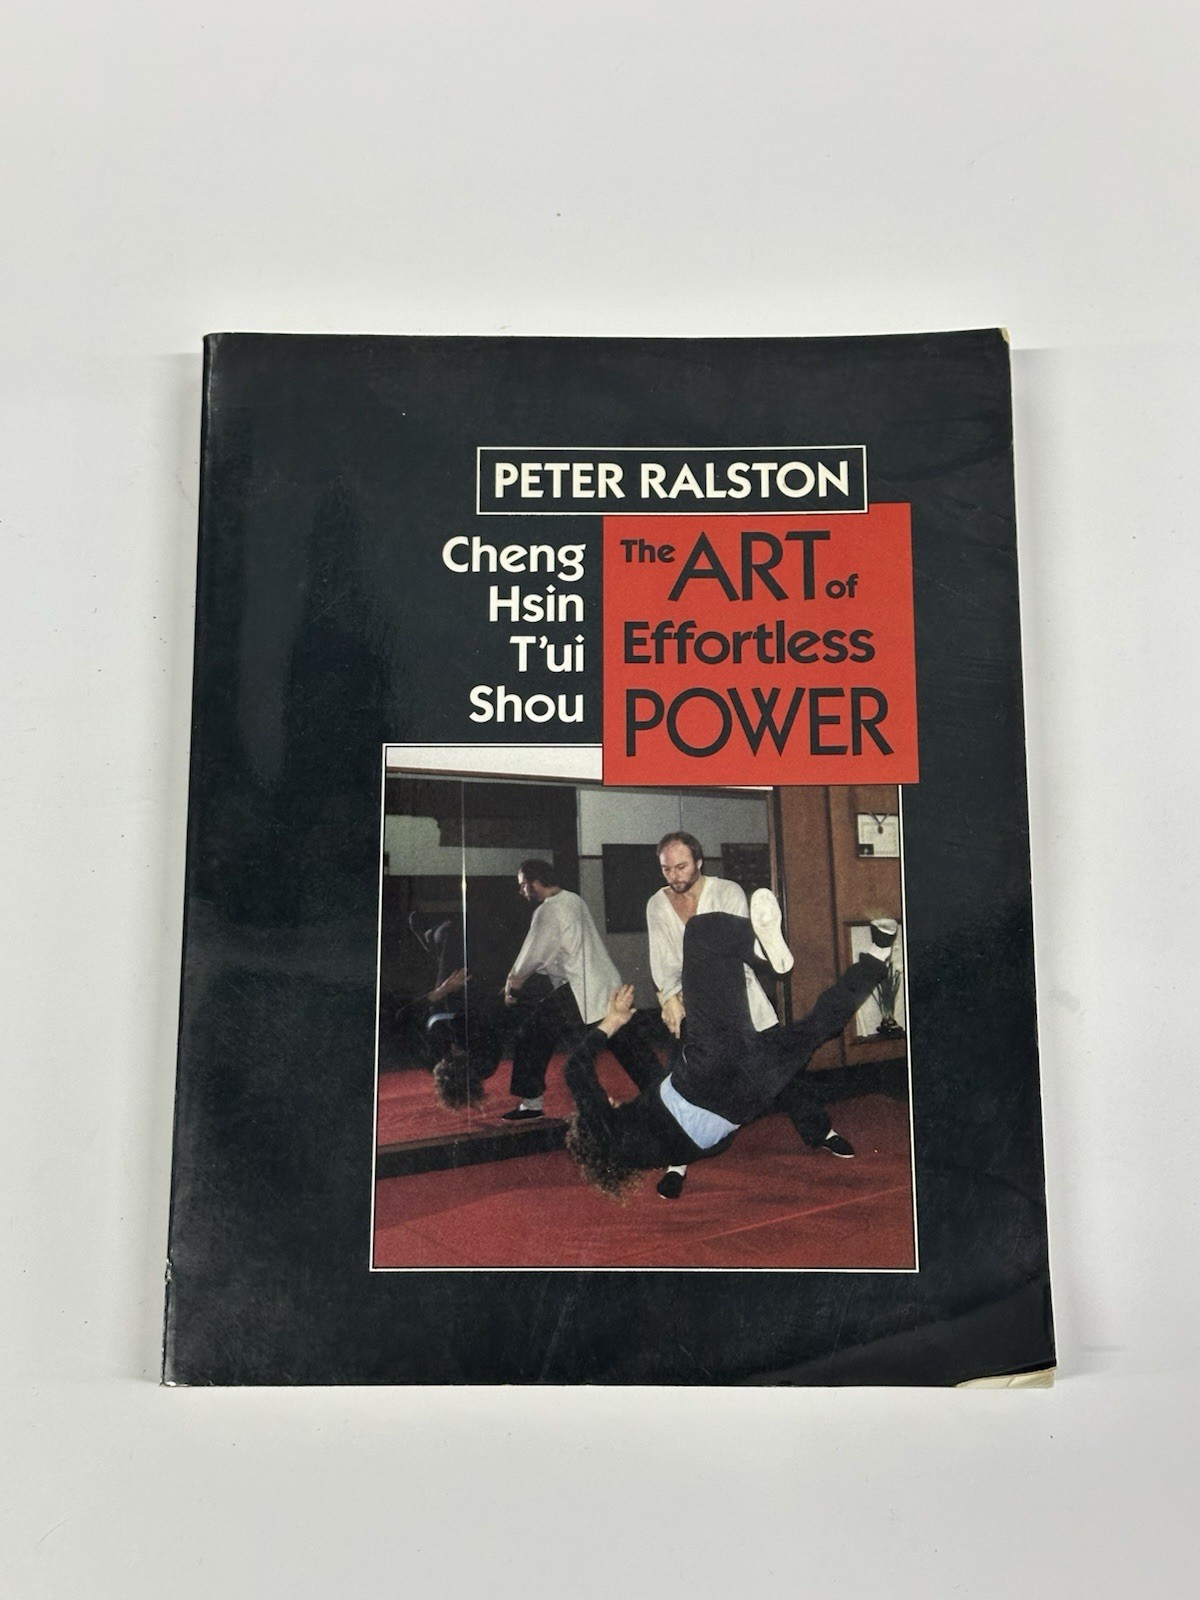 PETER RALSTON
Cheng
Hsin
T'ui
Shou
The ART of
Effortless
POWER